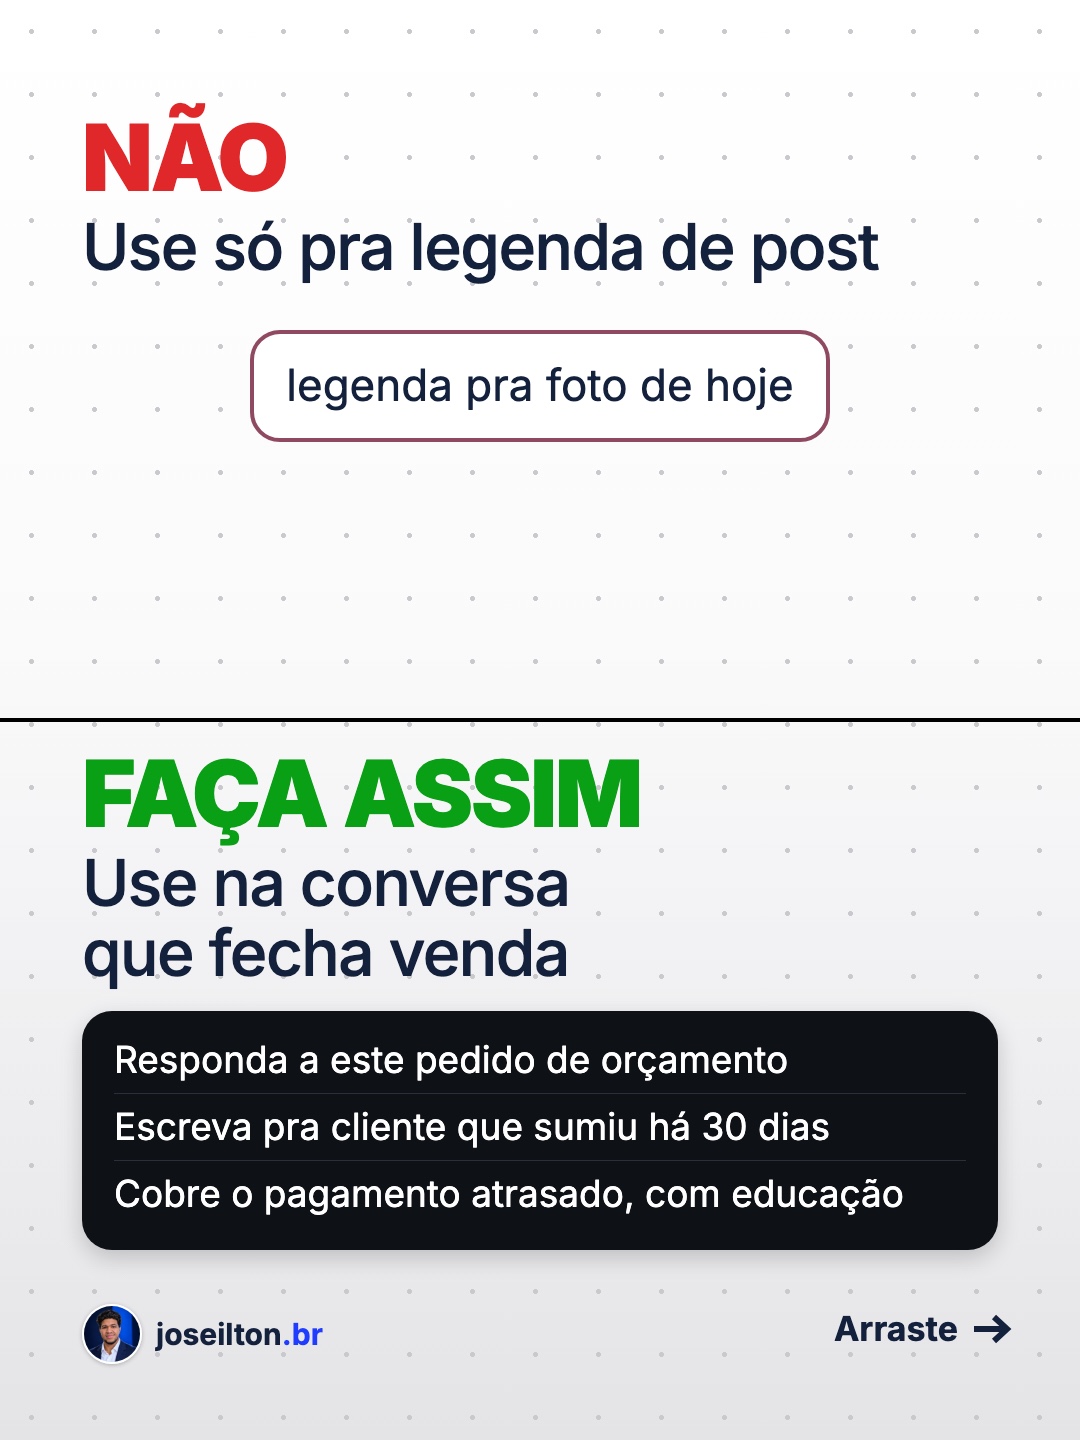 NÃO
Use só pra legenda de post
legenda pra foto de hoje
FAÇA ASSIM
Use na conversa
que fecha venda
Responda a este pedido de orçamento
Escreva pra cliente que sumiu há 30 dias
Cobre o pagamento atrasado, com educação
joseilton.br
Arraste →